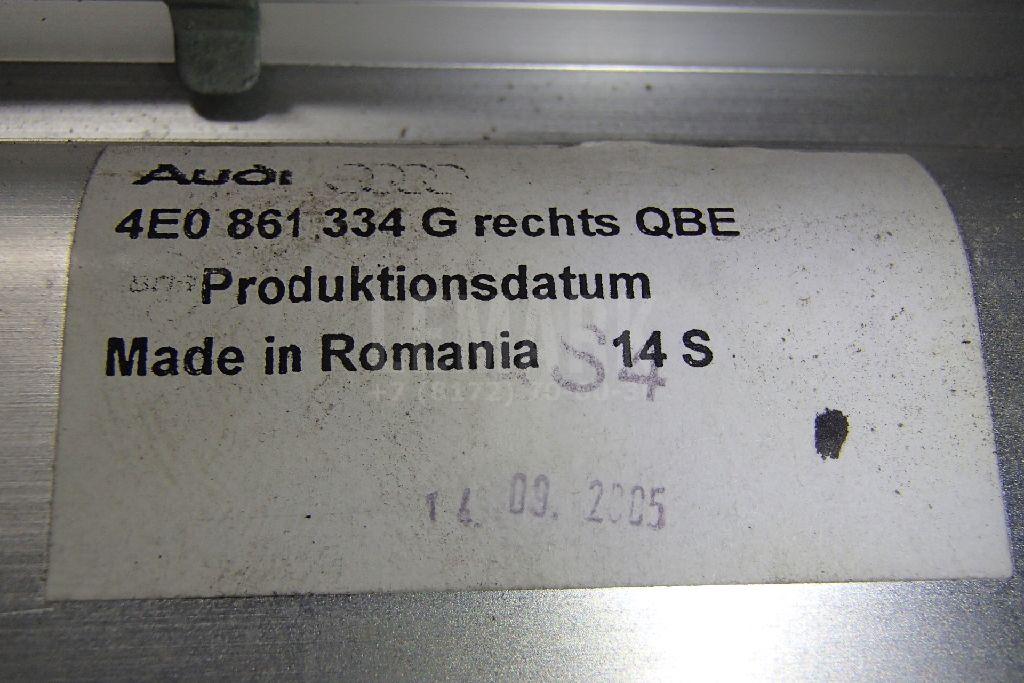 Audi
4E0 861 334 G rechts QBE
Produktionsdatum
Made in Romania 14 S
S4
14. 09. 2005